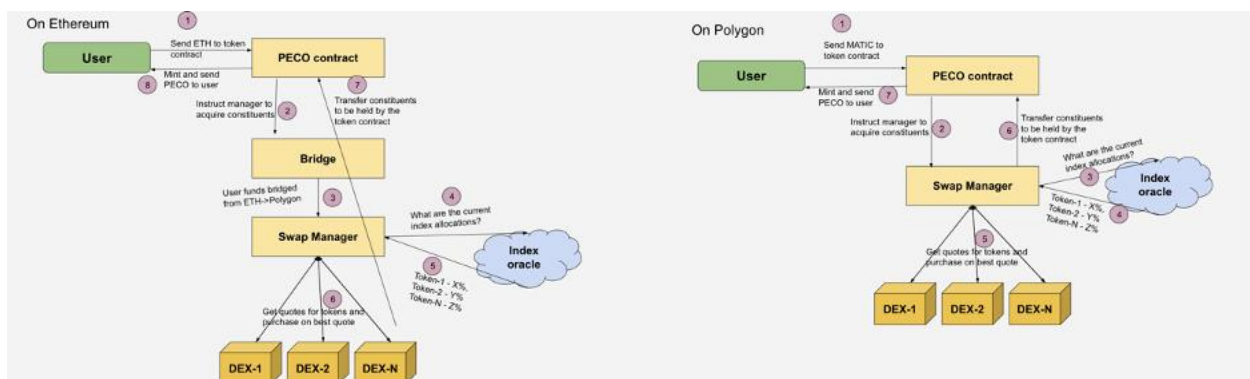 On Ethereum
1
Send ETH to token
contract
User
PECO contract
8
Mint and send
PECO to user
7
Transfer constituents
to be held by the
token contract
Instruct manager to
acquire constituents
2
Bridge
User funds bridged
from ETH->Polygon
3
4
What are the current
index allocations?
Swap Manager
Index
oracle
5
Token-1 - X%,
Token-2 - Y%
Token-N - Z%
6
Get quotes for tokens and
purchase on best quote
DEX-1
DEX-2
DEX-N
On Polygon
1
Send MATIC to
token contract
User
PECO contract
7
Mint and send
PECO to user
Instruct manager to
acquire constituents
2
6
Transfer constituents
to be held by the
token contract
What are the current
index allocations?
3
Swap Manager
Index
oracle
4
Token-1 - X%,
Token-2 - Y%
Token-N - Z%
5
Get quotes for tokens and
purchase on best quote
DEX-1
DEX-2
DEX-N